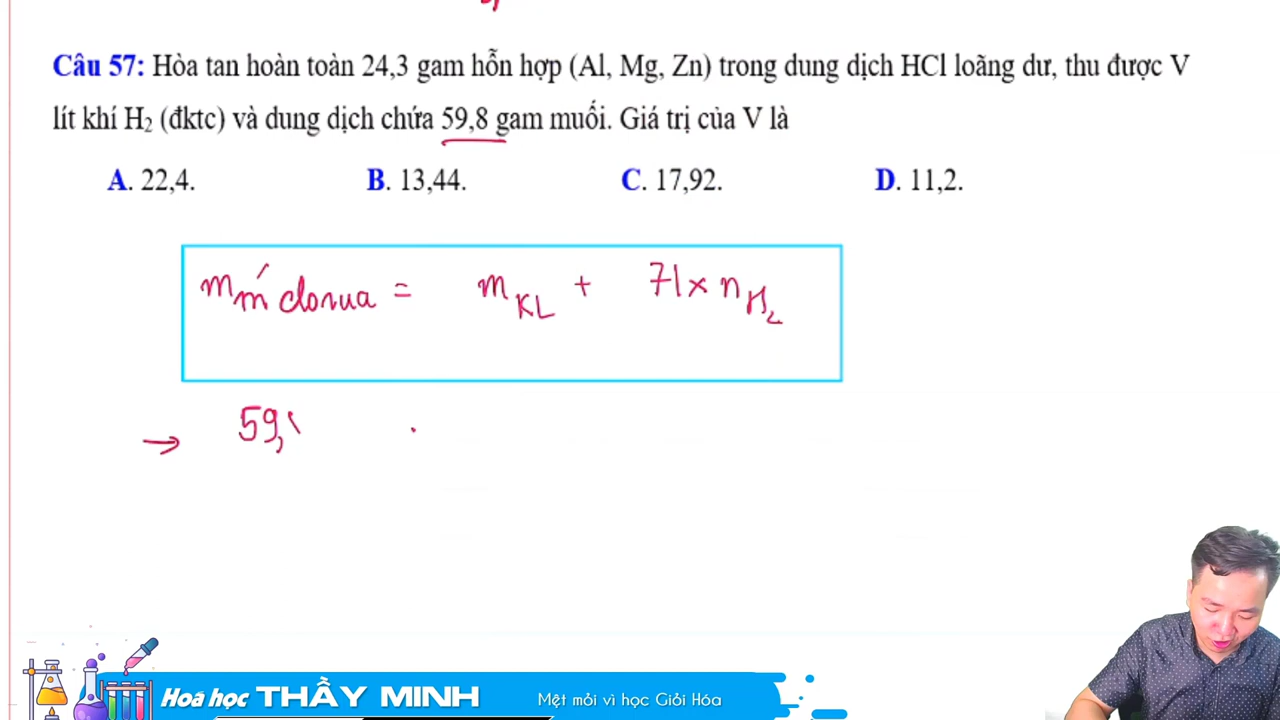 Câu 57: Hòa tan hoàn toàn 24,3 gam hỗn hợp (Al, Mg, Zn) trong dung dịch HCl loãng dư, thu được V
lít khí H₂ (đktc) và dung dịch chứa 59,8 gam muối. Giá trị của V là
A. 22,4. B. 13,44. C. 17,92. D. 11,2.
m ḿ clorua = m KL + 71 x n H₂
→ 59,
Hoá học THẦY MINH Mệt mỏi vì học Giỏi Hóa